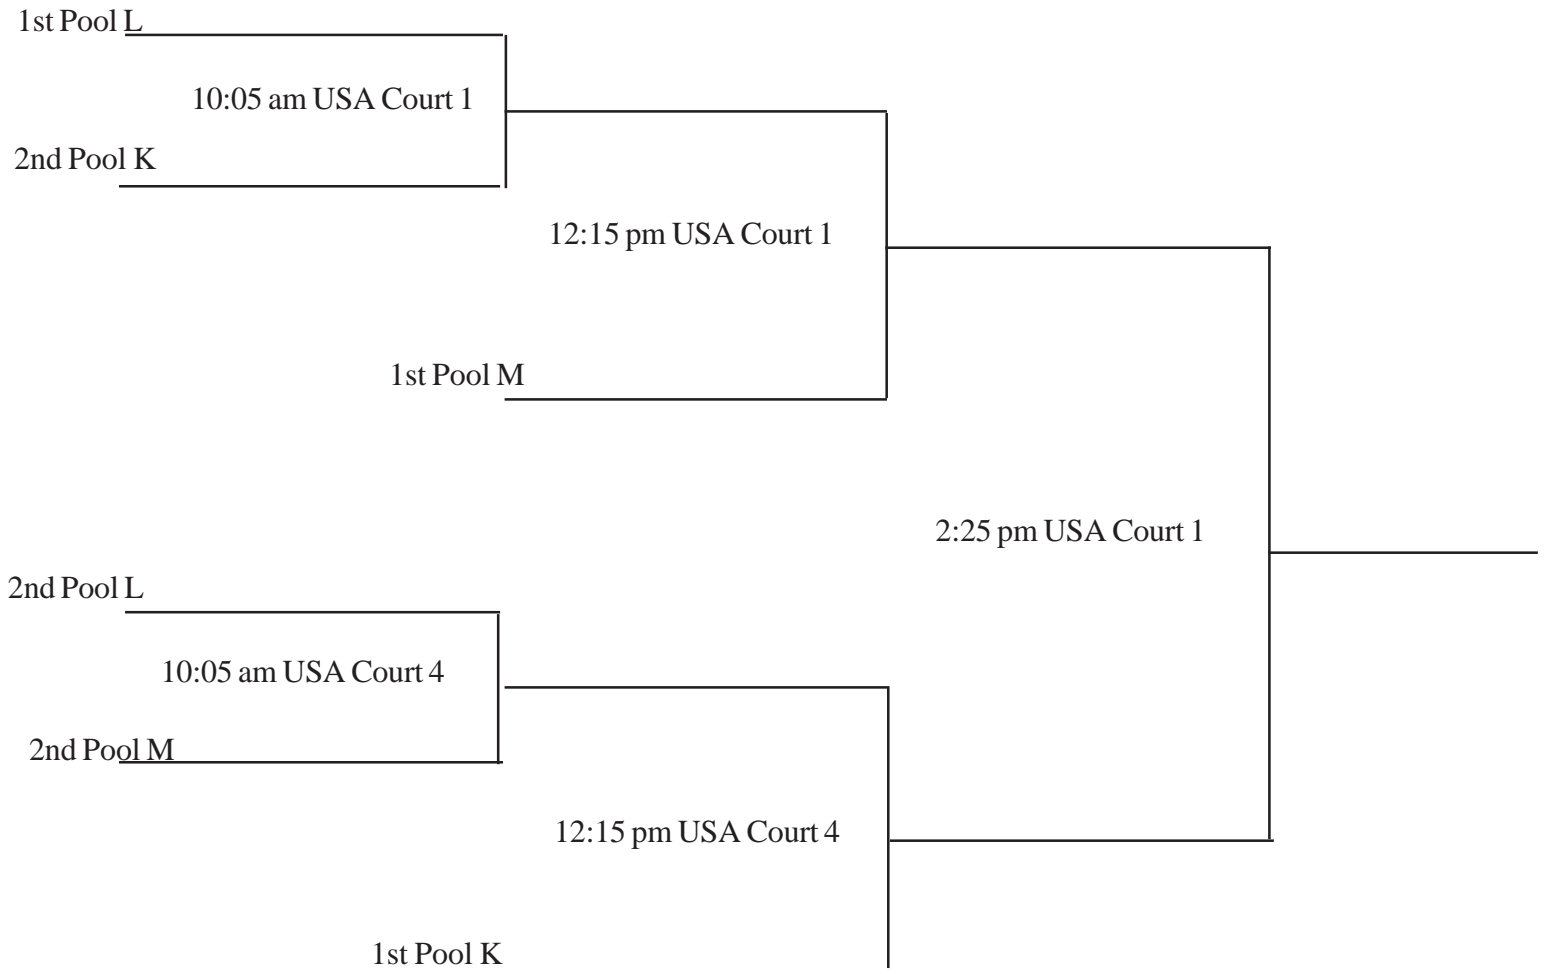 1st Pool L
10:05 am USA Court 1
2nd Pool K
12:15 pm USA Court 1
1st Pool M
2:25 pm USA Court 1
2nd Pool L
10:05 am USA Court 4
2nd Pool M
12:15 pm USA Court 4
1st Pool K